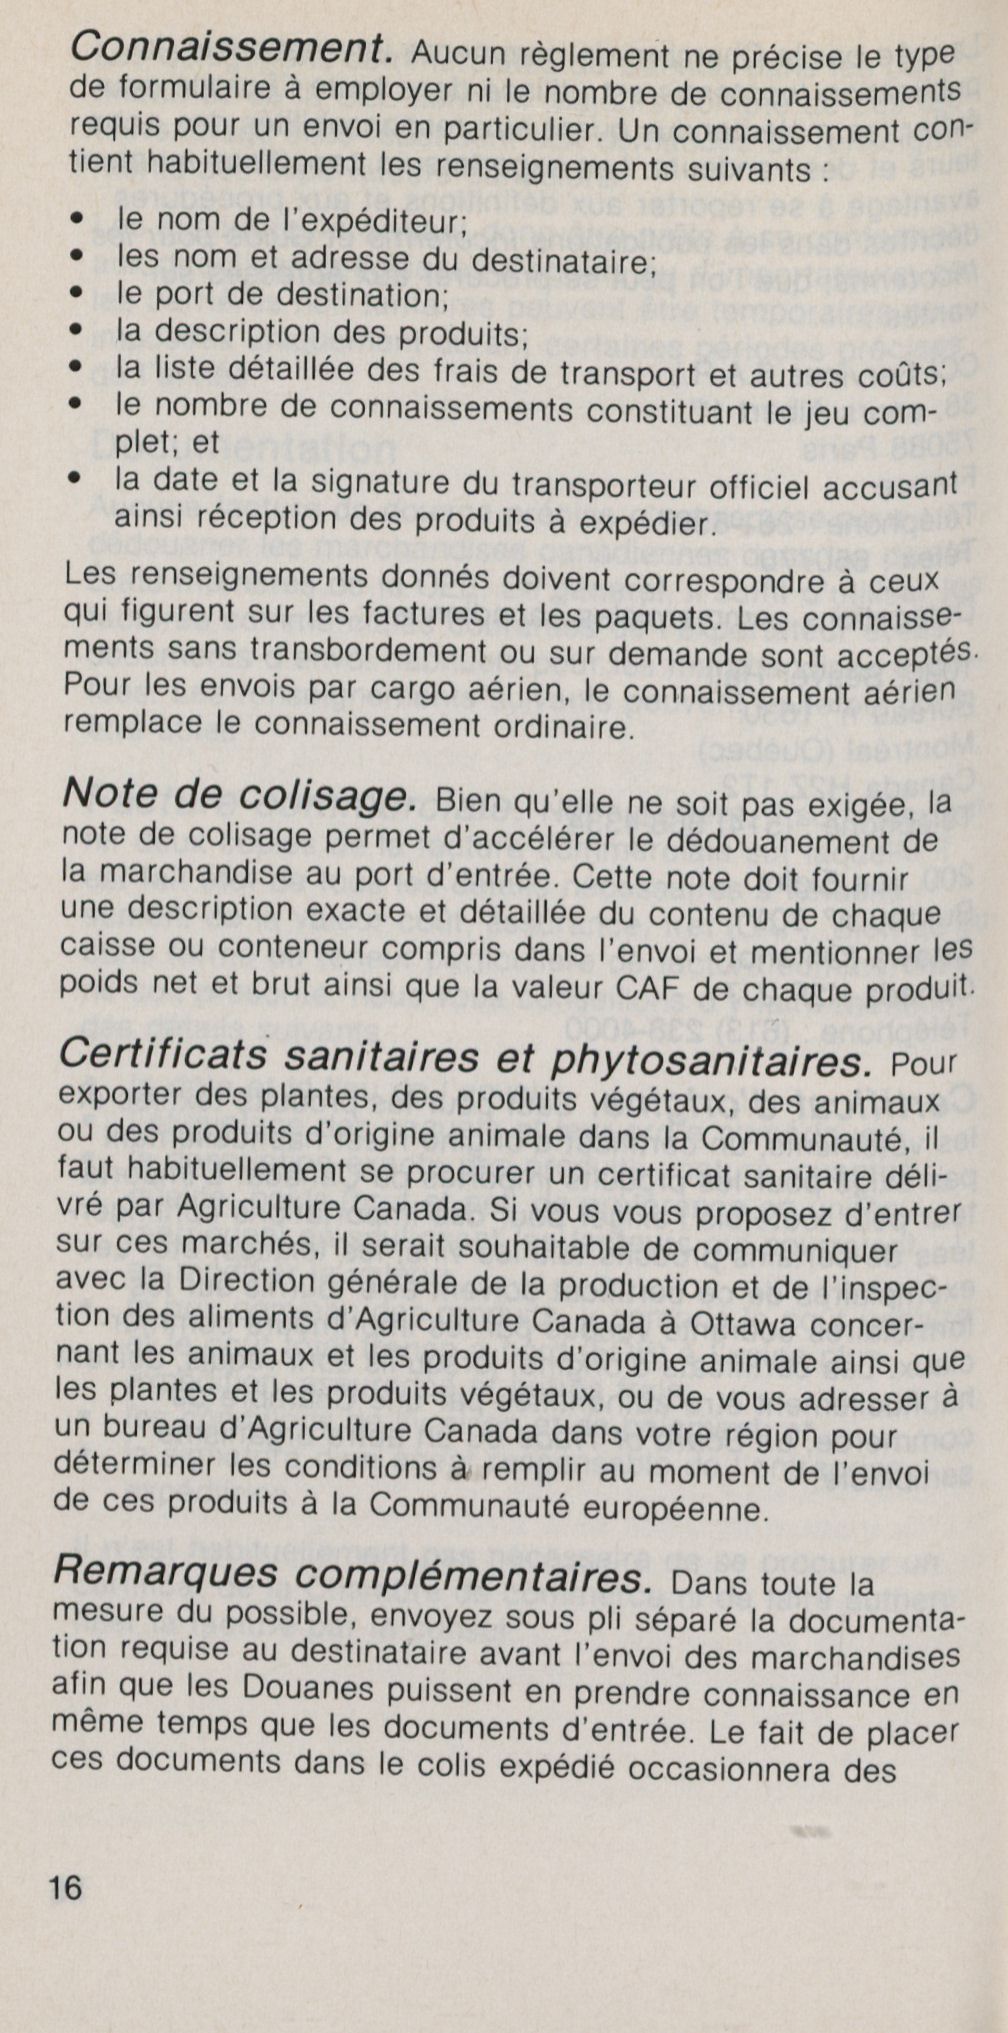 Connaissement. Aucun règlement ne précise le type
de formulaire à employer ni le nombre de connaissements
requis pour un envoi en particulier. Un connaissement con-
tient habituellement les renseignements suivants :
• le nom de l'expéditeur;
• les nom et adresse du destinataire;
• le port de destination;
• la description des produits;
• la liste détaillée des frais de transport et autres coûts;
• le nombre de connaissements constituant le jeu com-
plet; et
• la date et la signature du transporteur officiel accusant
ainsi réception des produits à expédier.
Les renseignements donnés doivent correspondre à ceux
qui figurent sur les factures et les paquets. Les connaisse-
ments sans transbordement ou sur demande sont acceptés.
Pour les envois par cargo aérien, le connaissement aérien
remplace le connaissement ordinaire.
Note de colisage. Bien qu'elle ne soit pas exigée, la
note de colisage permet d'accélérer le dédouanement de
la marchandise au port d'entrée. Cette note doit fournir
une description exacte et détaillée du contenu de chaque
caisse ou conteneur compris dans l'envoi et mentionner les
poids net et brut ainsi que la valeur CAF de chaque produit.
Certificats sanitaires et phytosanitaires. Pour
exporter des plantes, des produits végétaux, des animaux
ou des produits d'origine animale dans la Communauté, il
faut habituellement se procurer un certificat sanitaire déli-
vré par Agriculture Canada. Si vous vous proposez d'entrer
sur ces marchés, il serait souhaitable de communiquer
avec la Direction générale de la production et de l'inspec-
tion des aliments d'Agriculture Canada à Ottawa concer-
nant les animaux et les produits d'origine animale ainsi que
les plantes et les produits végétaux, ou de vous adresser à
un bureau d'Agriculture Canada dans votre région pour
déterminer les conditions à remplir au moment de l'envoi
de ces produits à la Communauté européenne.
Remarques complémentaires. Dans toute la
mesure du possible, envoyez sous pli séparé la documenta-
tion requise au destinataire avant l'envoi des marchandises
afin que les Douanes puissent en prendre connaissance en
même temps que les documents d'entrée. Le fait de placer
ces documents dans le colis expédié occasionnera des
16